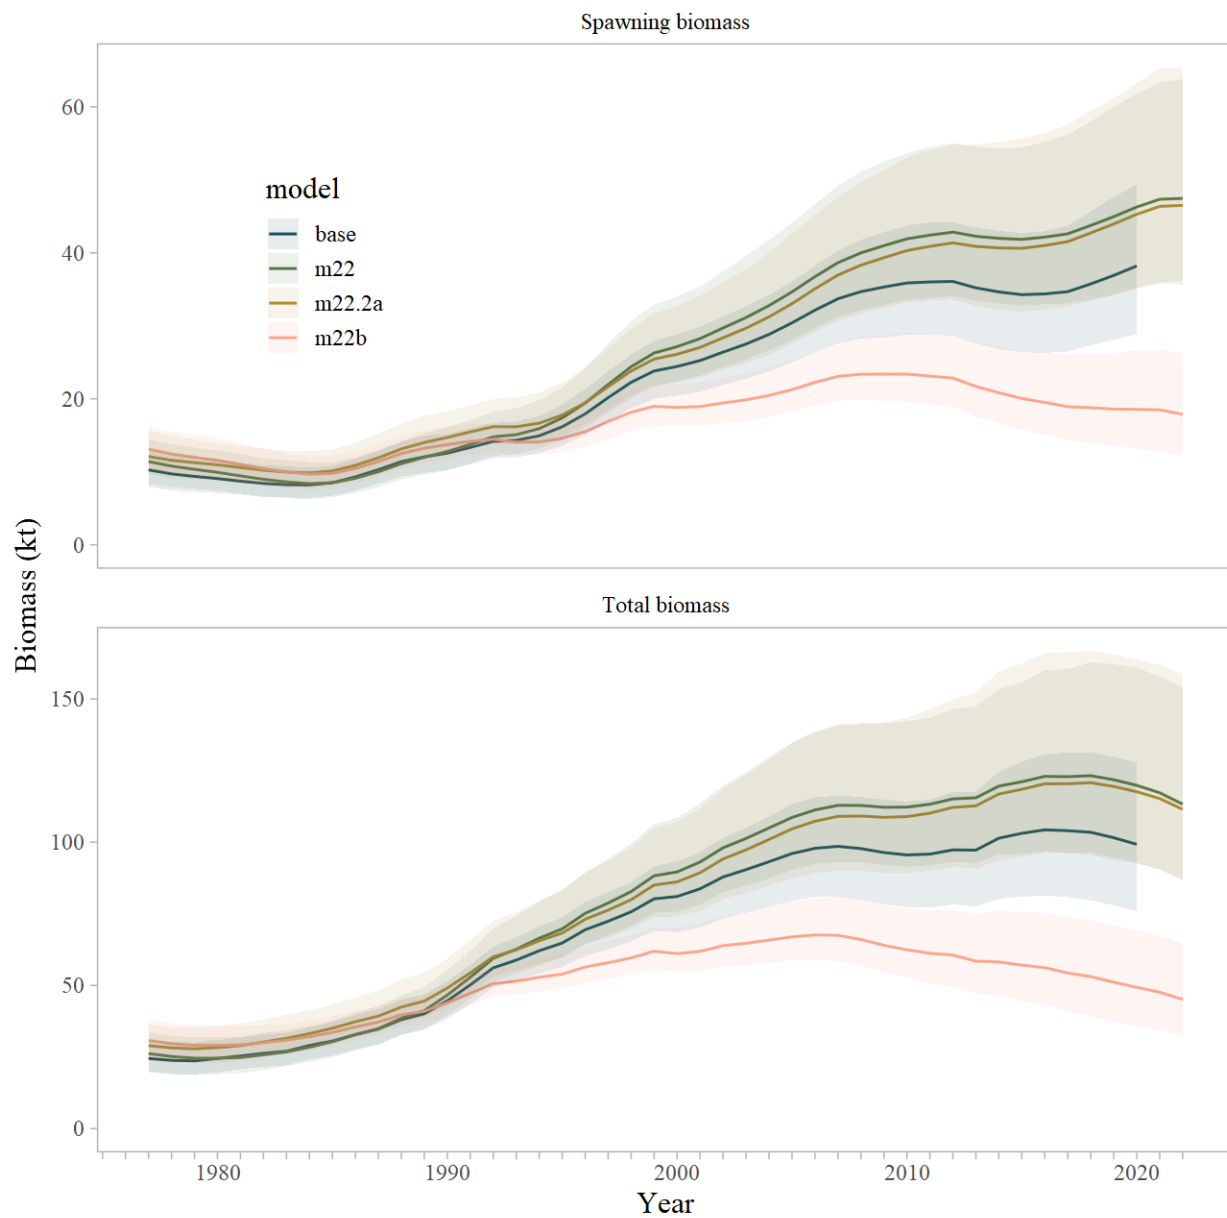 Spawning biomass
60
40
20
0
model
base
m22
m22.2a
m22b
Total biomass
150
100
50
0
Biomass (kt)
1980 1990 2000 2010 2020
Year